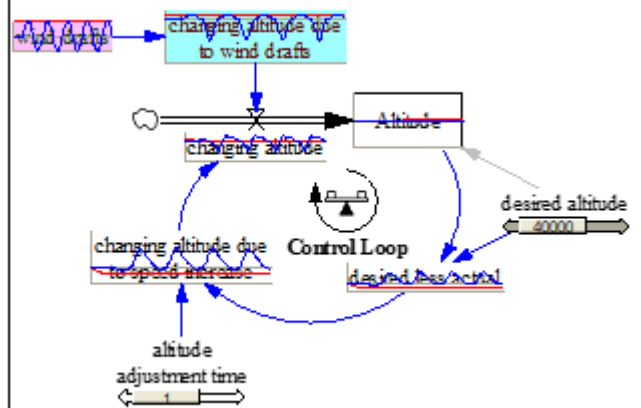 wind drafts
changing altitude due
to wind drafts
changing altitude
Altitude
desired altitude
40000
changing altitude due
to speed increase
Control Loop
desired less actual
altitude
adjustment time
1